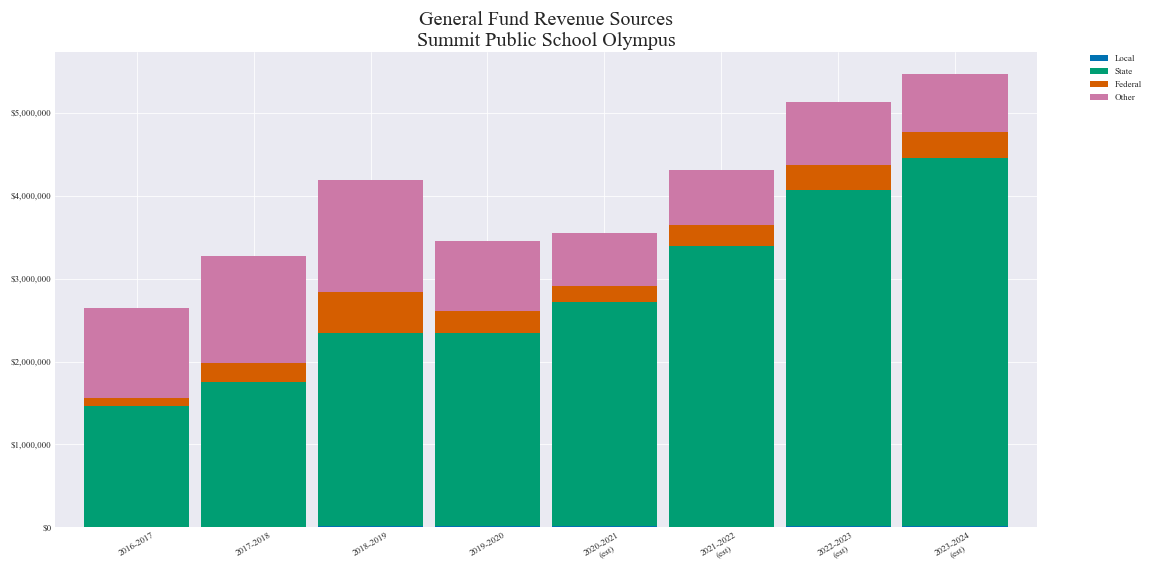 General Fund Revenue Sources
Summit Public School Olympus
Local
State
Federal
Other
$5,000,000
$4,000,000
$3,000,000
$2,000,000
$1,000,000
$0
2016-2017
2017-2018
2018-2019
2019-2020
2020-2021
(est)
2021-2022
(est)
2022-2023
(est)
2023-2024
(est)